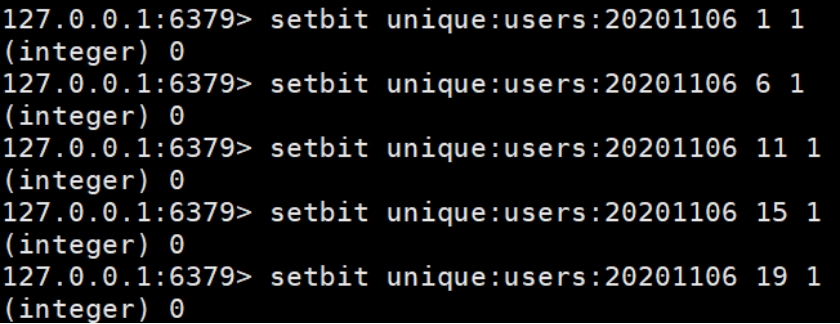 127.0.0.1:6379> setbit unique:users:20201106 1 1
(integer) 0
127.0.0.1:6379> setbit unique:users:20201106 6 1
(integer) 0
127.0.0.1:6379> setbit unique:users:20201106 11 1
(integer) 0
127.0.0.1:6379> setbit unique:users:20201106 15 1
(integer) 0
127.0.0.1:6379> setbit unique:users:20201106 19 1
(integer) 0